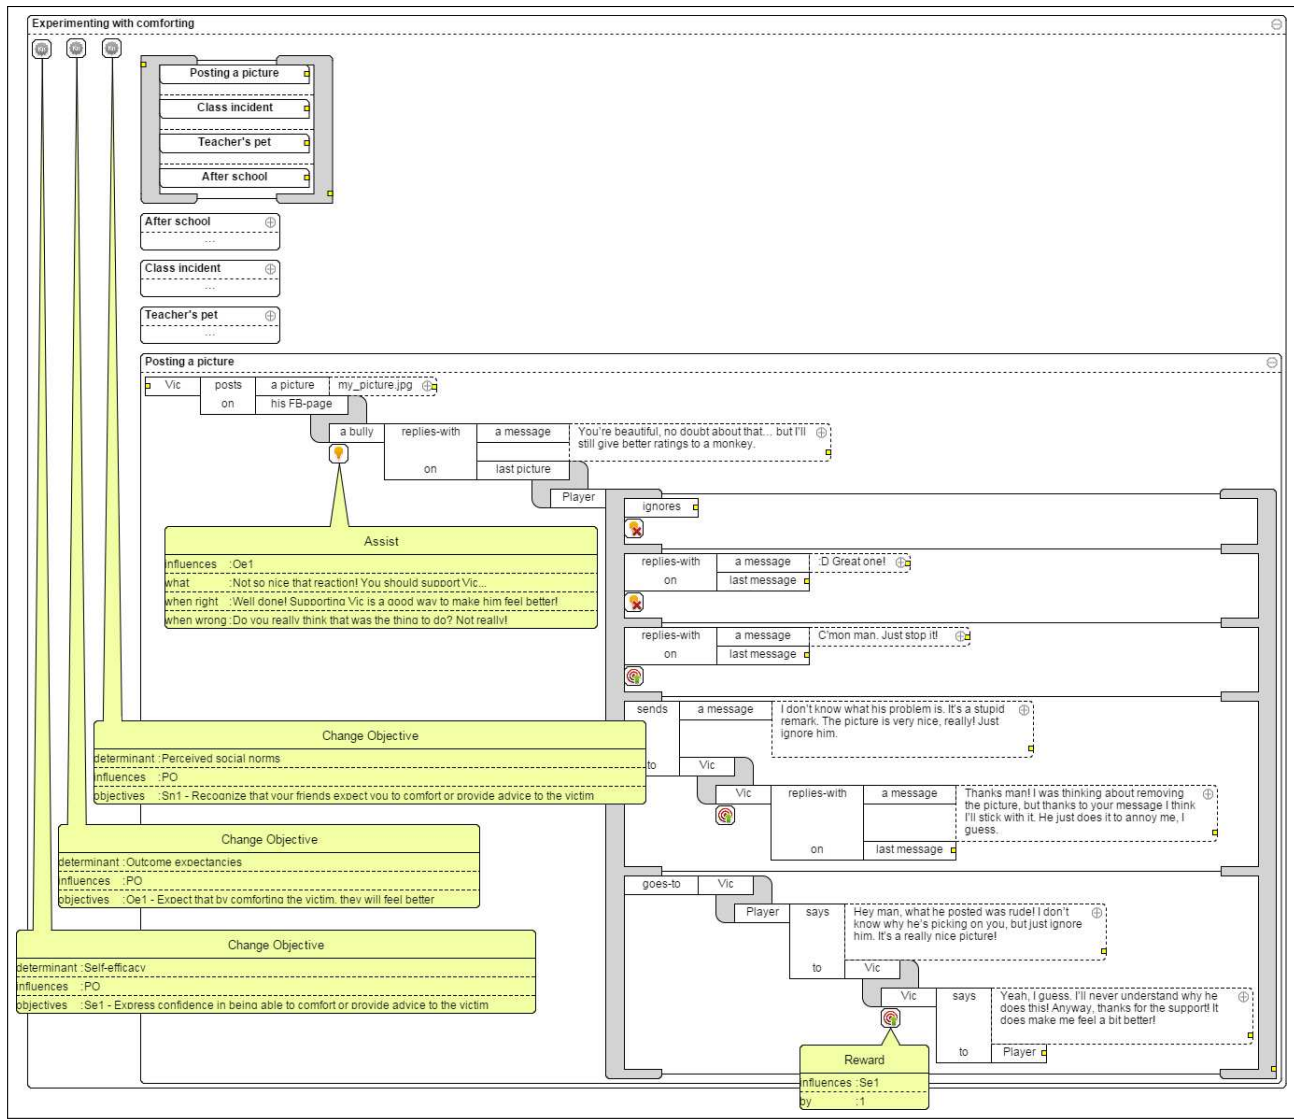 Experimenting with comforting
Posting a picture
Class incident
Teacher's pet
After school
After school
...
Class incident
...
Teacher's pet
...
Posting a picture
Vic posts a picture my_picture.jpg
on his FB-page
a bully replies-with a message You're beautiful, no doubt about that... but I'll
still give better ratings to a monkey.
on last picture
Player
ignores
Assist
influences :Oe1
what :Not so nice that reaction! You should support Vic...
when right :Well done! Supporting Vic is a good way to make him feel better!
when wrong :Do you really think that was the thing to do? Not really!
replies-with a message :D Great one!
on last message
replies-with a message C'mon man. Just stop it!
on last message
sends a message I don't know what his problem is. It's a stupid
remark. The picture is very nice, really! Just
ignore him.
to Vic
Vic replies-with a message Thanks man! I was thinking about removing
the picture, but thanks to your message I think
I'll stick with it. He just does it to annoy me, I
guess.
on last message
Change Objective
determinant :Perceived social norms
influences :PO
objectives :Sn1 - Recognize that your friends expect you to comfort or provide advice to the victim
Change Objective
determinant :Outcome expectancies
influences :PO
objectives :Oe1 - Expect that by comforting the victim, they will feel better
Change Objective
determinant :Self-efficacy
influences :PO
objectives :Se1 - Express confidence in being able to comfort or provide advice to the victim
goes-to Vic
Player says Hey man, what he posted was rude! I don't
know why he's picking on you, but just ignore
him. It's a really nice picture!
to Vic
Vic says Yeah, I guess. I'll never understand why he
does this! Anyway, thanks for the support! It
does make me feel a bit better!
to Player
Reward
influences :Se1
by :1